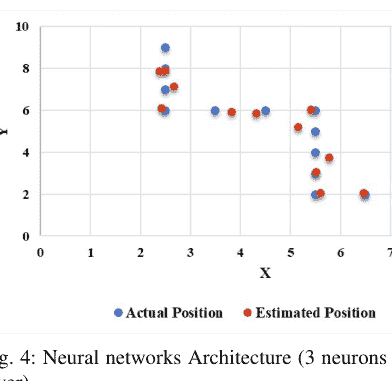 10
8
6
4
2
0
Y
0 1 2 3 4 5 6 7
X
Actual Position Estimated Position
g. 4: Neural networks Architecture (3 neurons